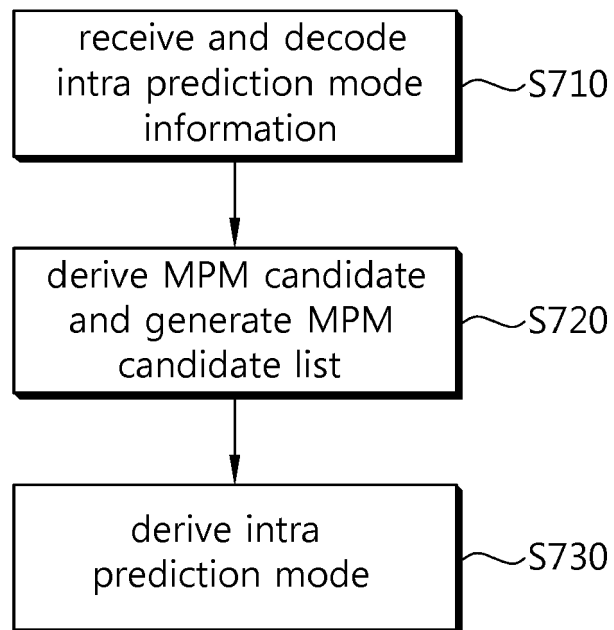 receive and decode
intra prediction mode
information
S710
derive MPM candidate
and generate MPM
candidate list
S720
derive intra
prediction mode
S730